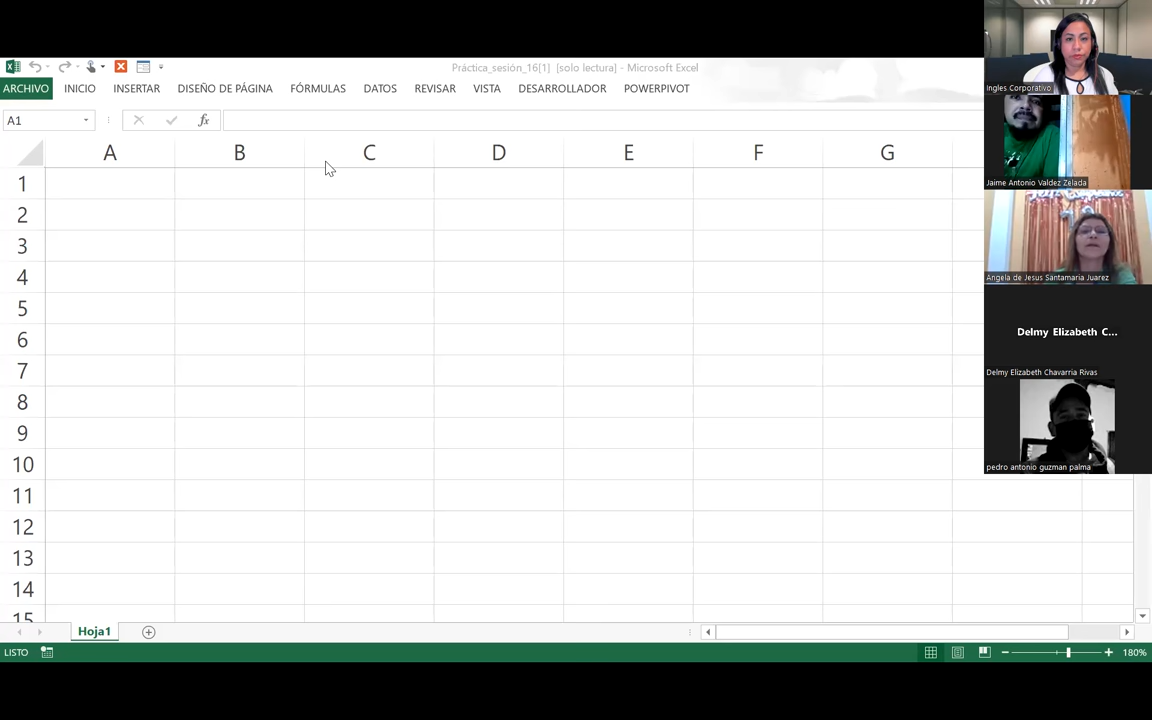 Práctica_sesión_16[1] [solo lectura] - Microsoft Excel
ARCHIVO INICIO INSERTAR DISEÑO DE PÁGINA FÓRMULAS DATOS REVISAR VISTA DESARROLLADOR POWERPIVOT
A1 fx
A B C D E F G
1
2
3
4
5
6
7
8
9
10
11
12
13
14
15
Hoja1
LISTO 180%
Ingles Corporativo
Jaime Antonio Valdez Zelada
Angela de Jesus Santamaria Juarez
Delmy Elizabeth C...
Delmy Elizabeth Chavarria Rivas
pedro antonio guzman palma